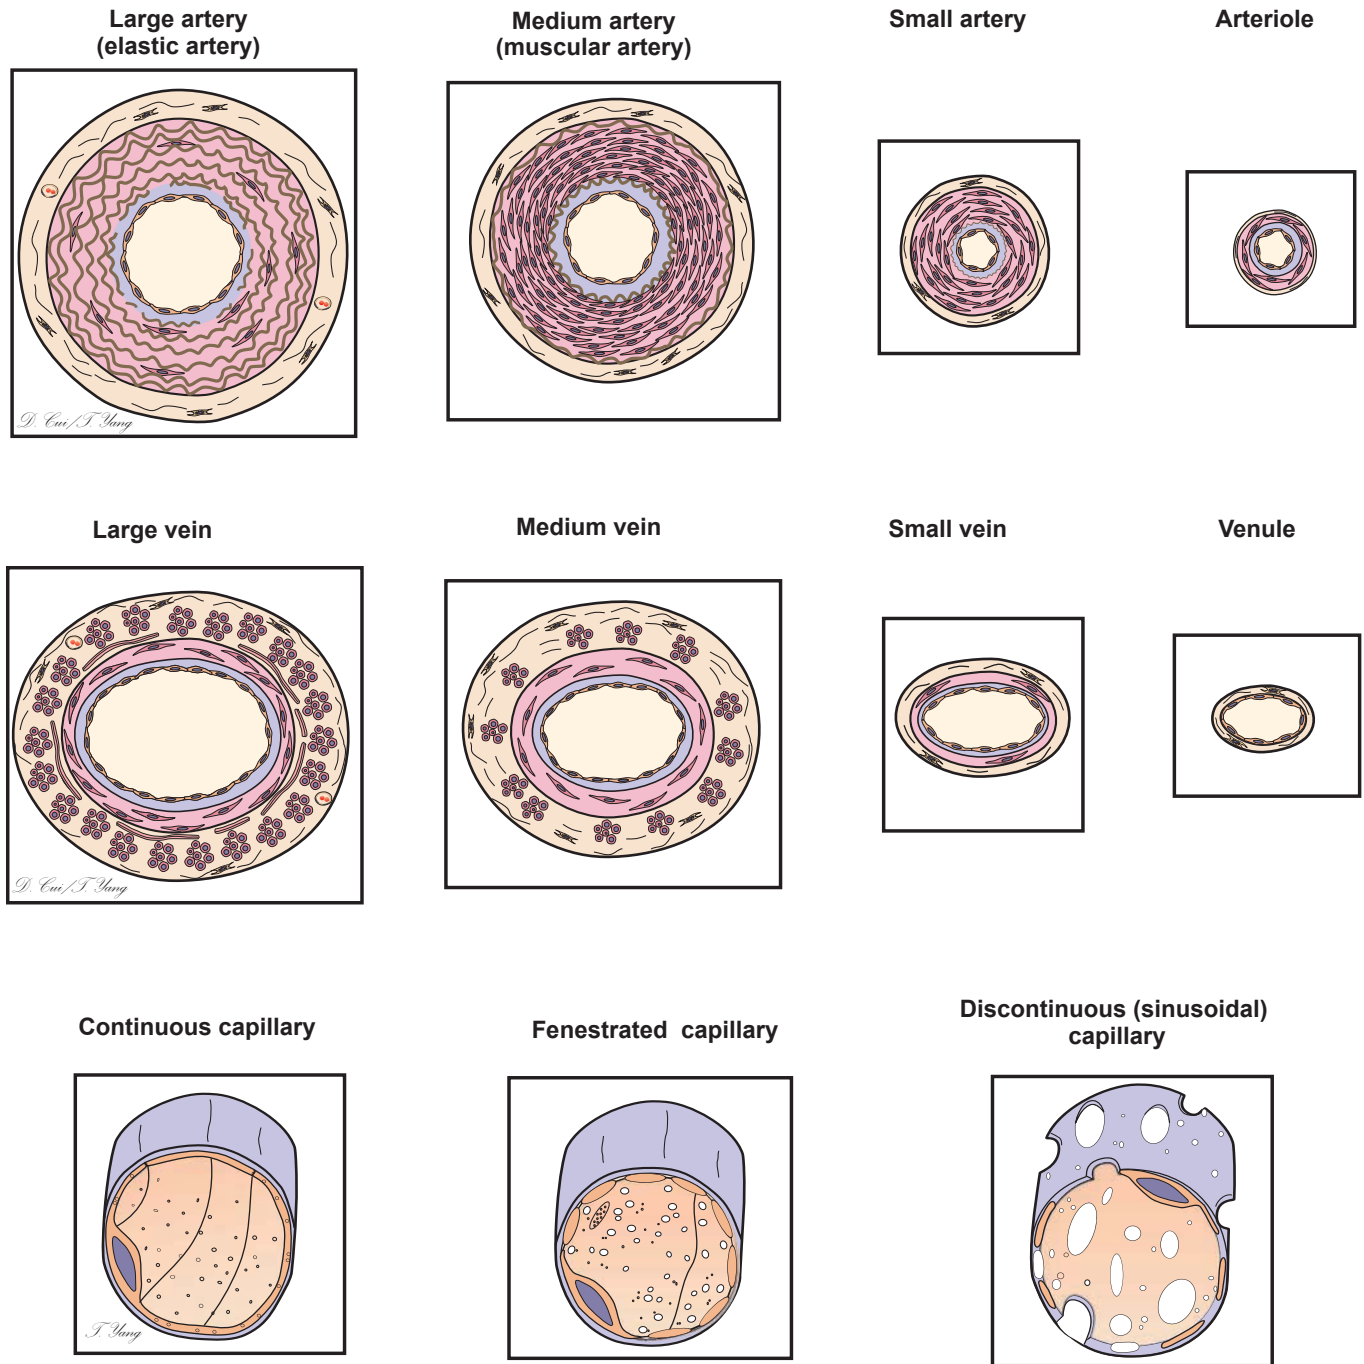 Large artery
(elastic artery)
Medium artery
(muscular artery)
Small artery
Arteriole
D. Cui/T. Yang
Large vein
Medium vein
Small vein
Venule
D. Cui/T. Yang
Continuous capillary
Fenestrated capillary
Discontinuous (sinusoidal)
capillary
T. Yang